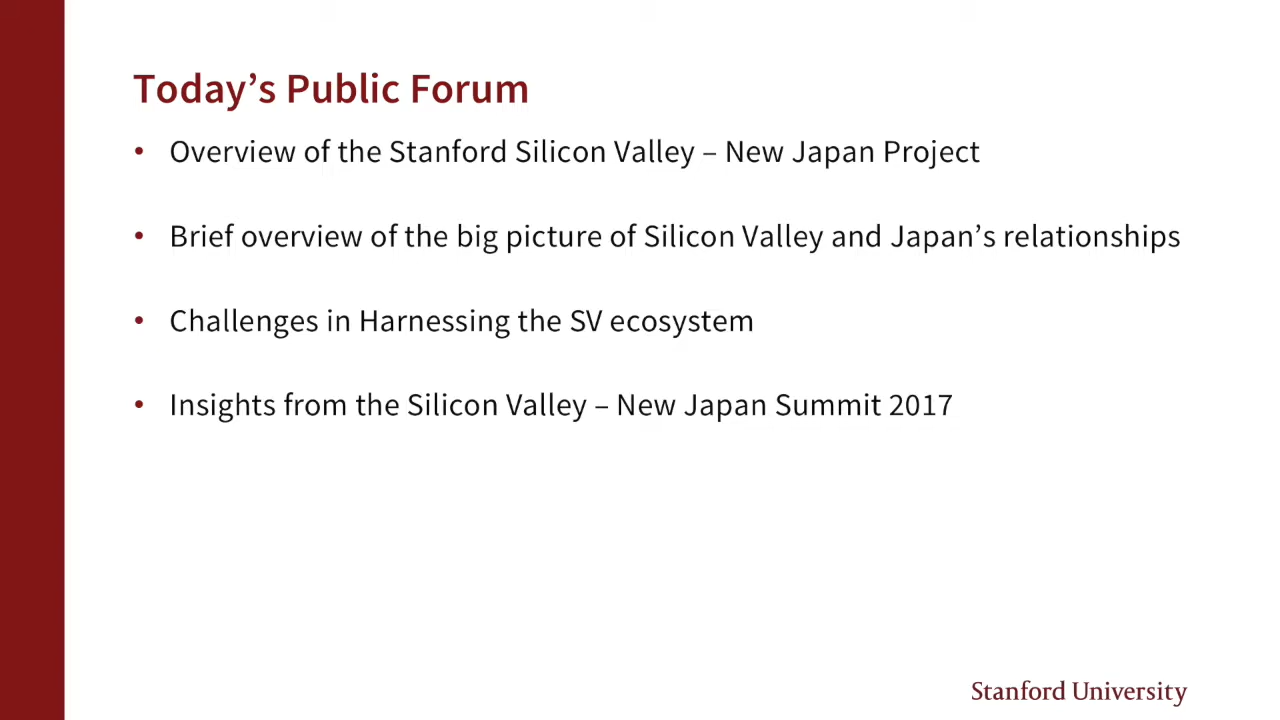 Today’s Public Forum
• Overview of the Stanford Silicon Valley – New Japan Project
• Brief overview of the big picture of Silicon Valley and Japan’s relationships
• Challenges in Harnessing the SV ecosystem
• Insights from the Silicon Valley – New Japan Summit 2017
Stanford University